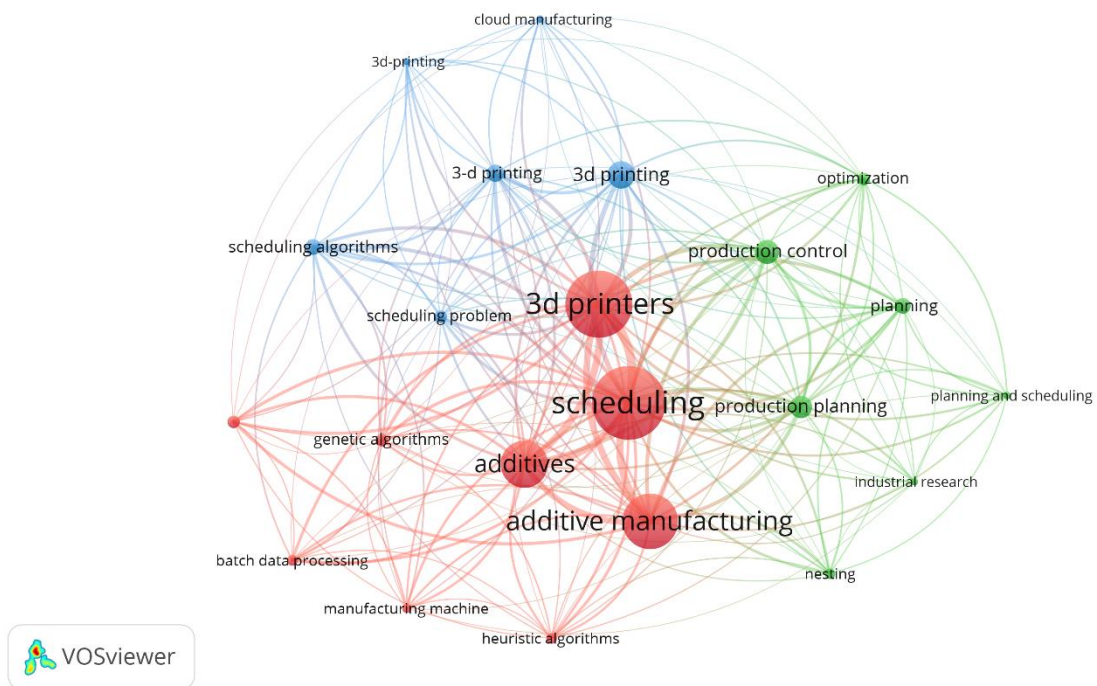 cloud manufacturing
3d-printing
3-d printing
3d printing
optimization
scheduling algorithms
production control
3d printers
planning
scheduling problem
planning and scheduling
scheduling
production planning
genetic algorithms
additives
industrial research
additive manufacturing
batch data processing
nesting
manufacturing machine
heuristic algorithms
VOSviewer